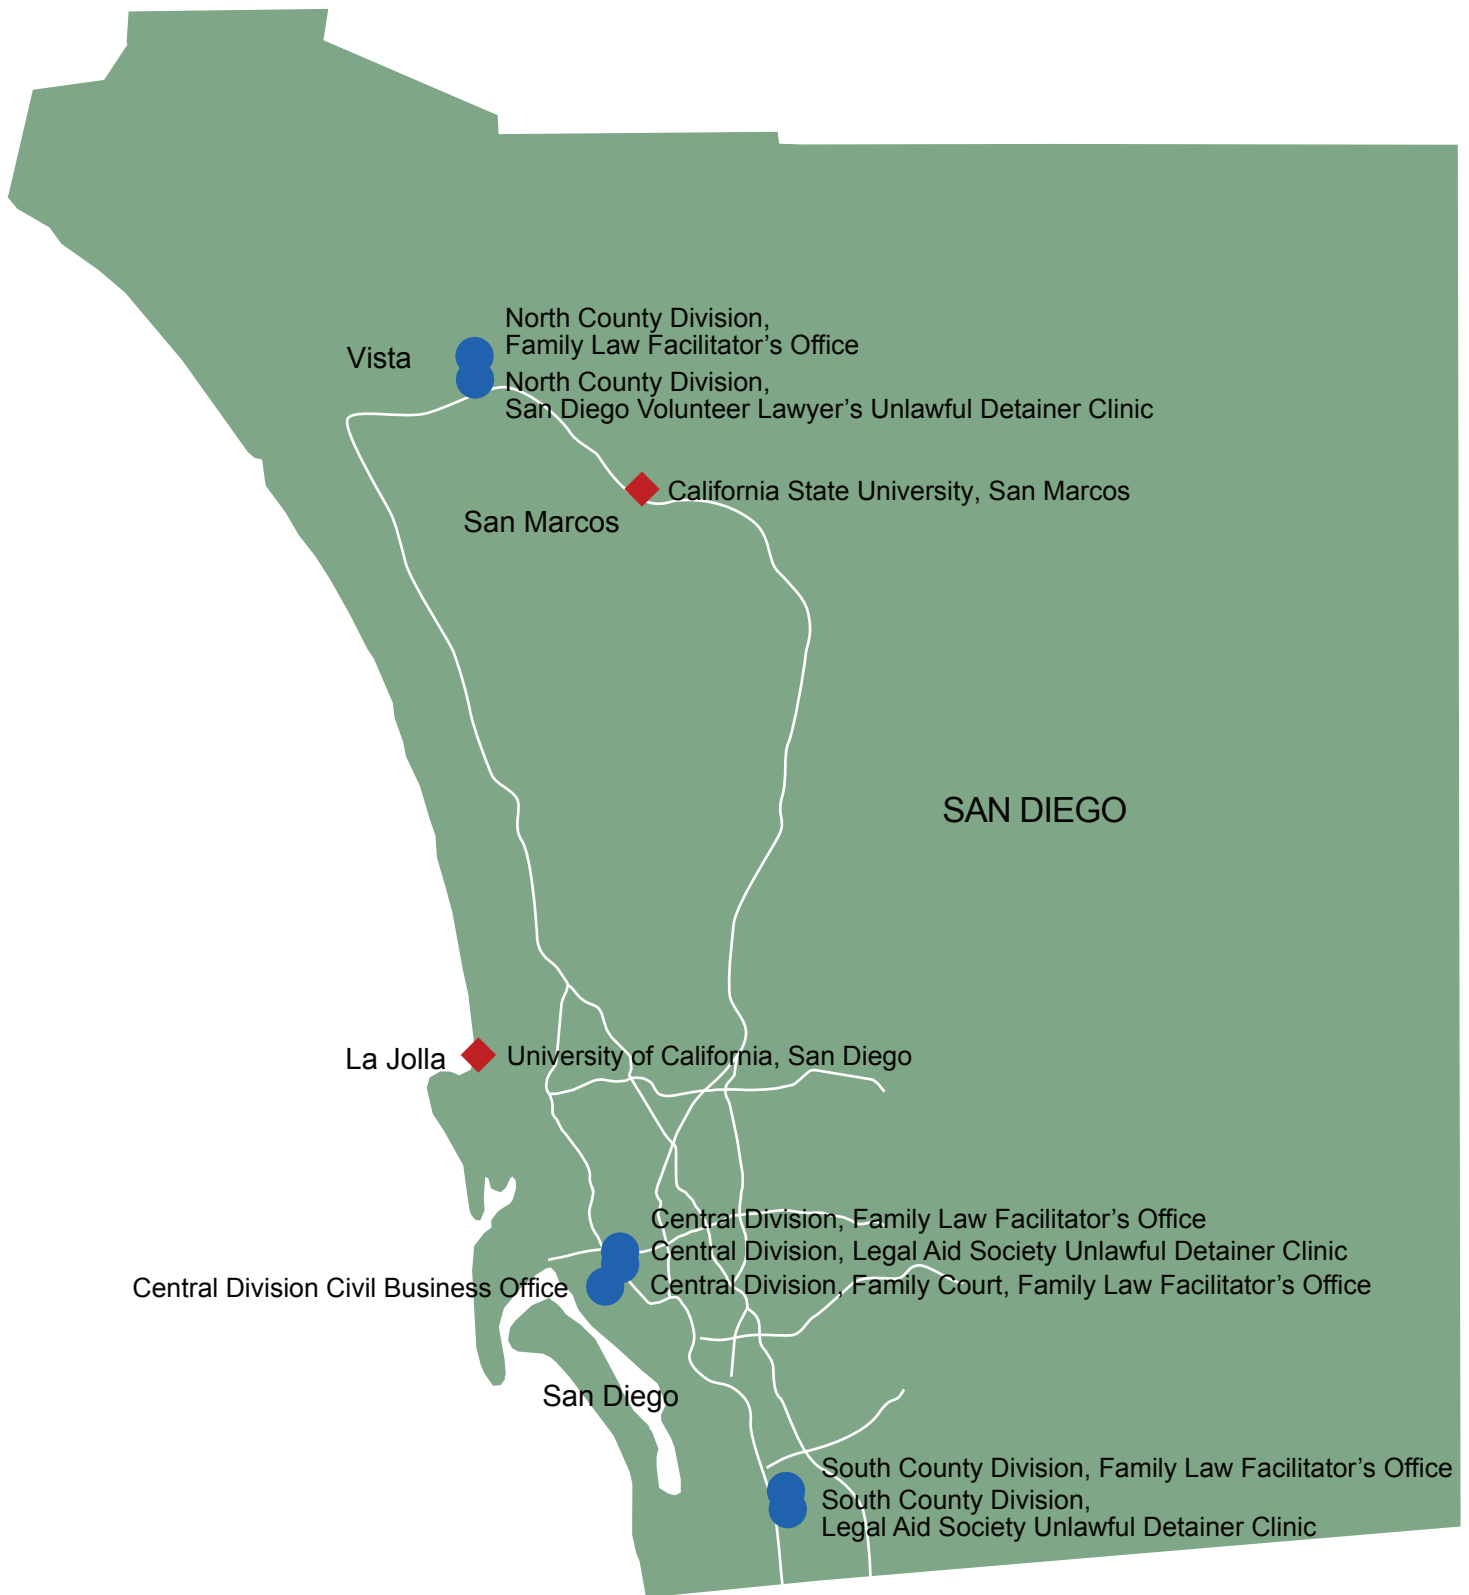 North County Division,
Family Law Facilitator’s Office
Vista
North County Division,
San Diego Volunteer Lawyer’s Unlawful Detainer Clinic
California State University, San Marcos
San Marcos
SAN DIEGO
La Jolla
University of California, San Diego
Central Division, Family Law Facilitator’s Office
Central Division, Legal Aid Society Unlawful Detainer Clinic
Central Division Civil Business Office
Central Division, Family Court, Family Law Facilitator’s Office
San Diego
South County Division, Family Law Facilitator’s Office
South County Division,
Legal Aid Society Unlawful Detainer Clinic